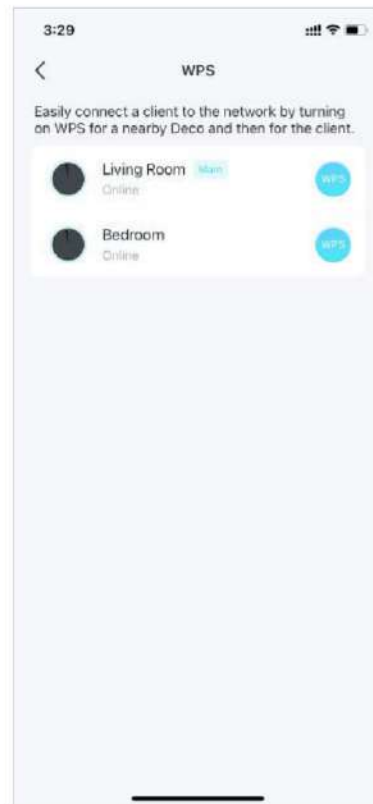 3:29
WPS
Easily connect a client to the network by turning
on WPS for a nearby Deco and then for the client.
Living Room Main
Online
WPS
Bedroom
Online
WPS